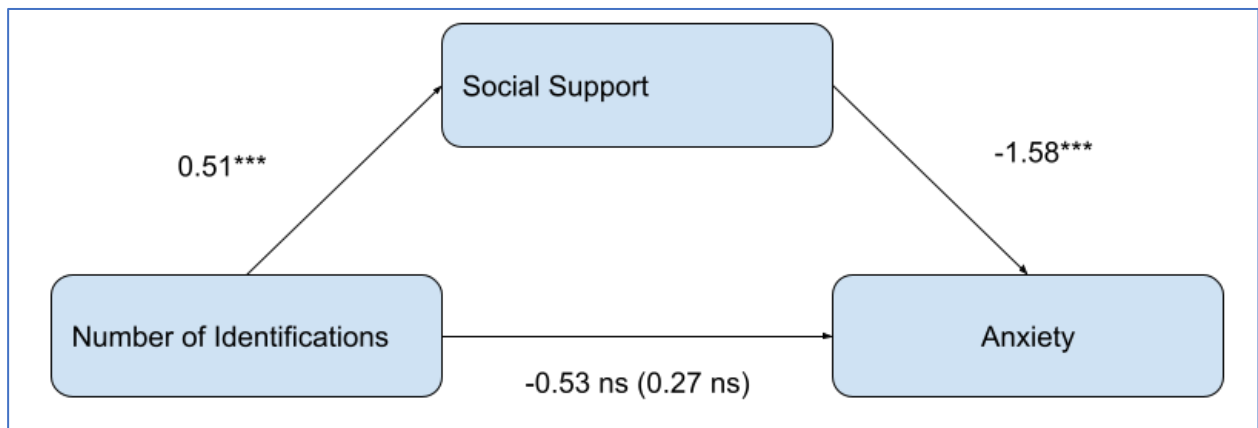 Social Support
0.51***
-1.58***
Number of Identifications
Anxiety
-0.53 ns (0.27 ns)